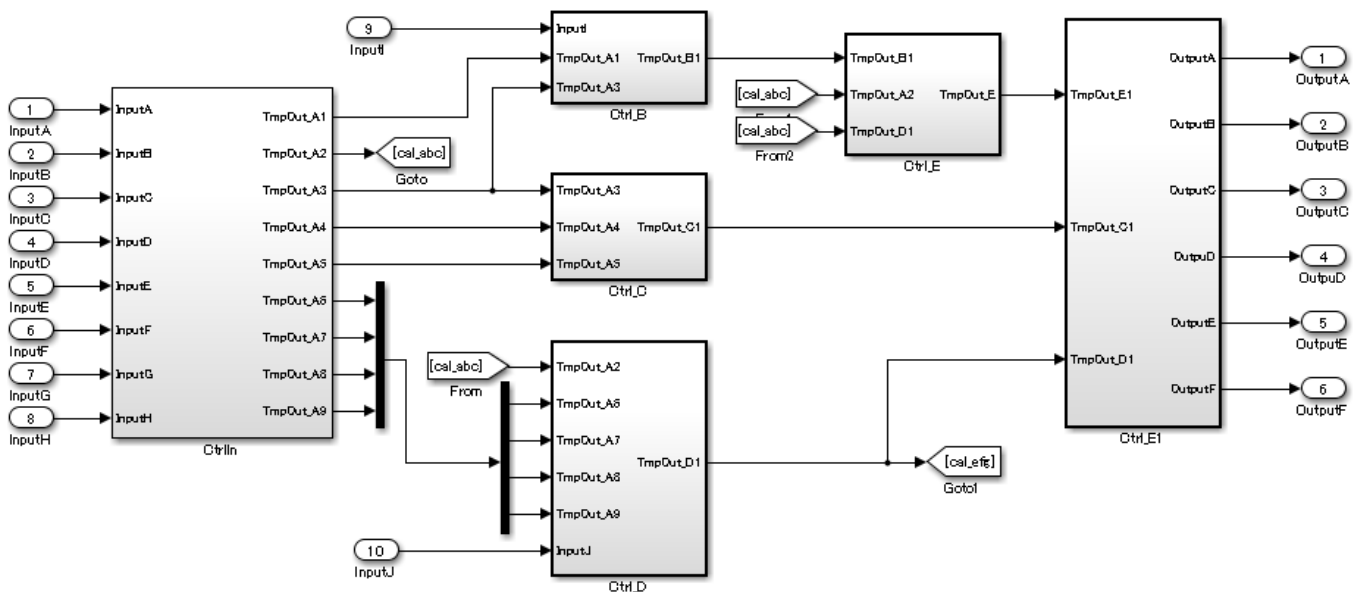 9
InputI
InputI
TmpOut_A1
TmpOut_A3
TmpOut_B1
Ctrl_B
[cal_abc]
[cal_abc]
From2
TmpOut_B1
TmpOut_A2
TmpOut_D1
TmpOut_E
Ctrl_E
1
InputA
2
InputB
3
InputC
4
InputD
5
InputE
6
InputF
7
InputG
8
InputH
InputA
InputB
InputC
InputD
InputE
InputF
InputG
InputH
TmpOut_A1
TmpOut_A2
TmpOut_A3
TmpOut_A4
TmpOut_A5
TmpOut_A6
TmpOut_A7
TmpOut_A8
TmpOut_A9
CtrlIn
[cal_abc]
Goto
TmpOut_A3
TmpOut_A4
TmpOut_A5
TmpOut_C1
Ctrl_C
[cal_abc]
From
TmpOut_A2
TmpOut_A6
TmpOut_A7
TmpOut_A8
TmpOut_A9
InputJ
TmpOut_D1
Ctrl_D
10
InputJ
[cal_efg]
Goto1
TmpOut_E1
TmpOut_C1
TmpOut_D1
OutputA
OutputB
OutputC
OutpuD
OutputE
OutputF
Ctrl_E1
1
OutputA
2
OutputB
3
OutputC
4
OutpuD
5
OutputE
6
OutputF